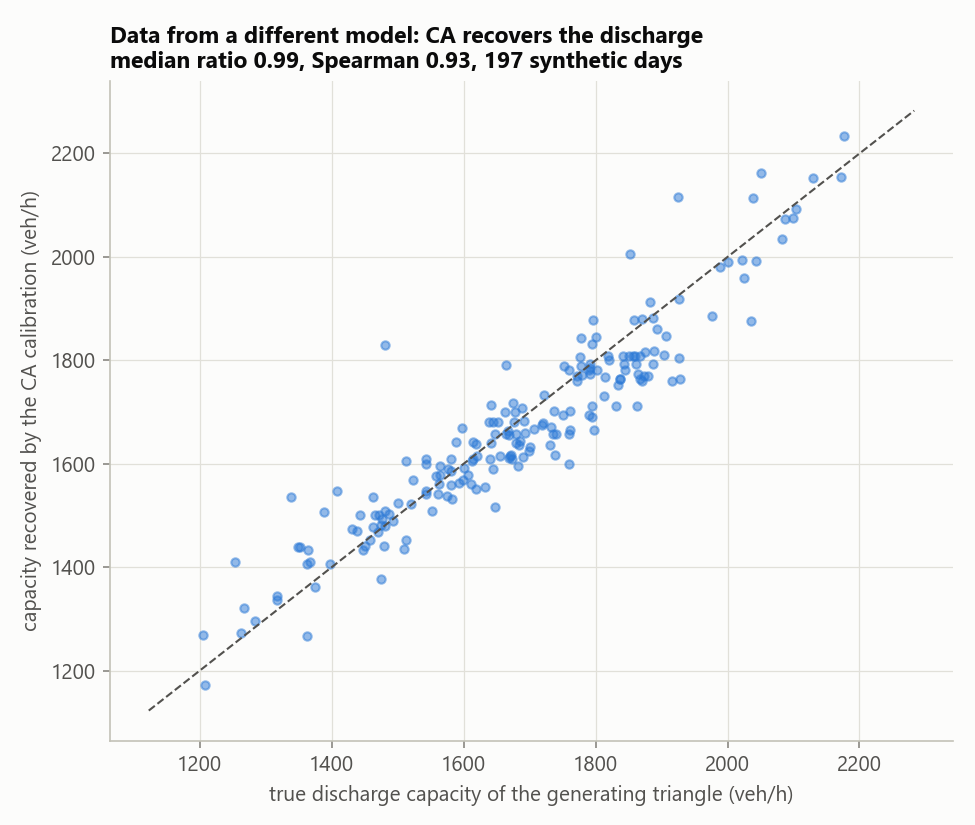 Data from a different model: CA recovers the discharge
median ratio 0.99, Spearman 0.93, 197 synthetic days
capacity recovered by the CA calibration (veh/h)
2200
2000
1800
1600
1400
1200
1200 1400 1600 1800 2000 2200
true discharge capacity of the generating triangle (veh/h)